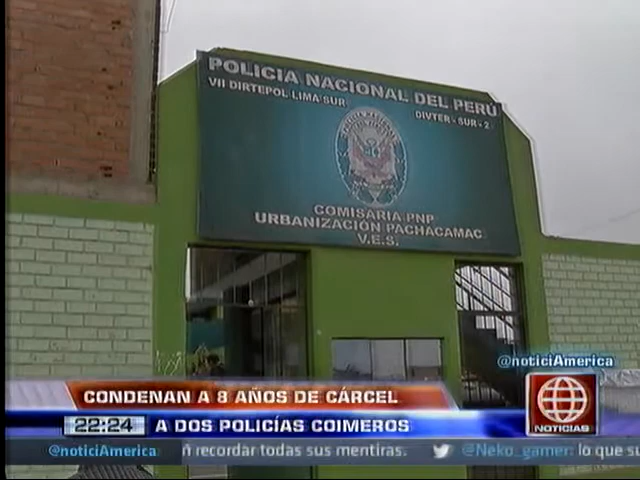 POLICIA NACIONAL DEL PERÚ
VII DIRTEPOL LIMA SUR
DIVTER - SUR - 2
COMISARIA PNP
URBANIZACIÓN PACHACAMAC
V.E.S.
@noticiAmerica
CONDENAN A 8 AÑOS DE CÁRCEL
22:24
A DOS POLICÍAS COIMEROS
NOTICIAS
@noticiAmerica
ñ recordar todas sus mentiras.
@Neko_gamer: lo que su